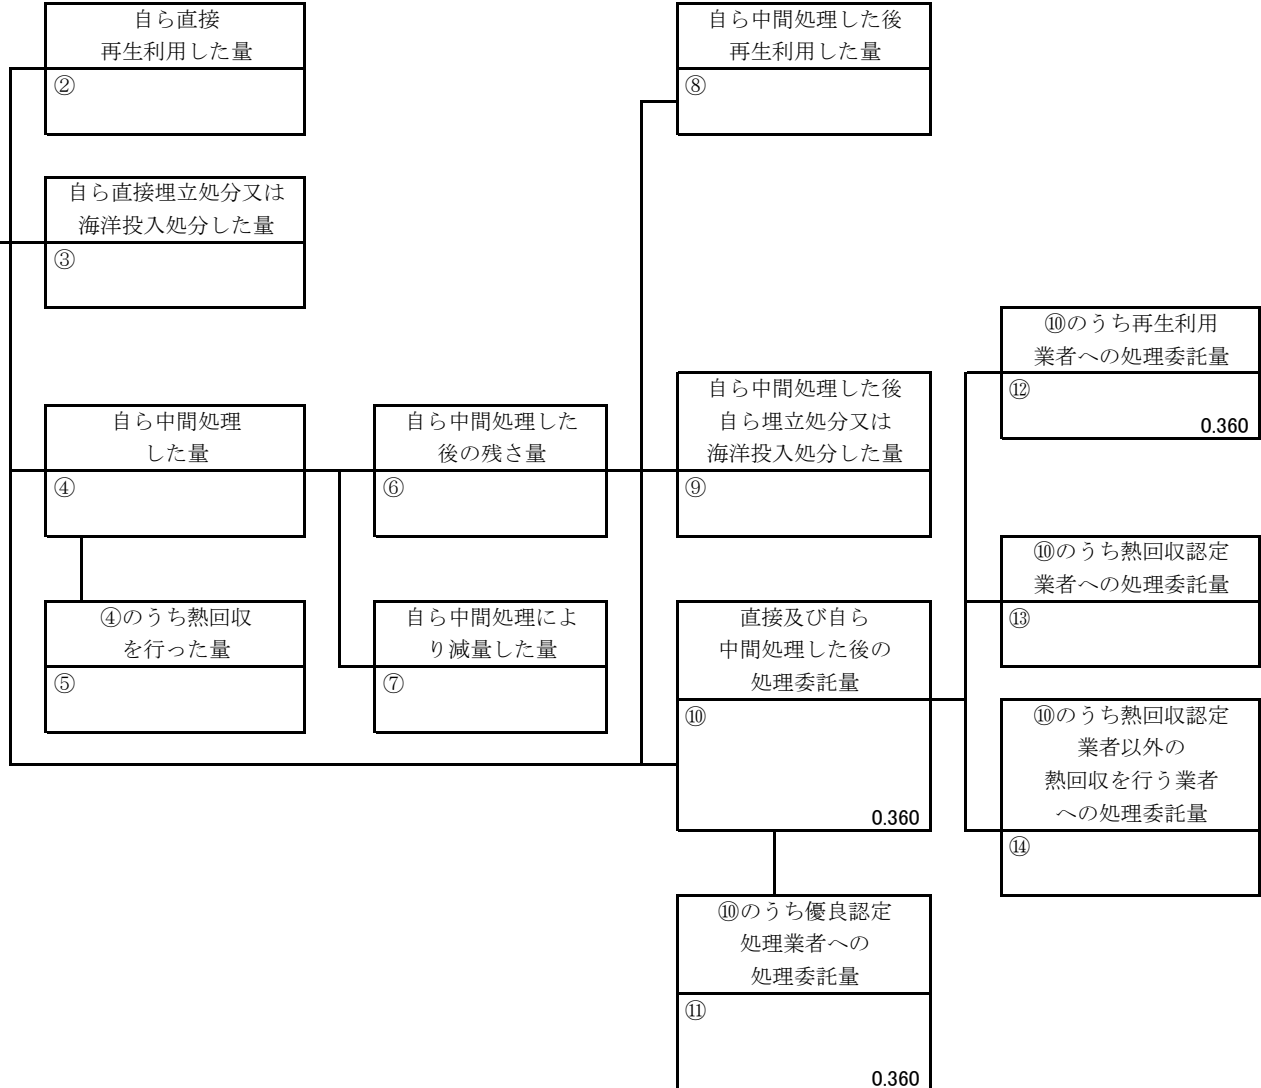 自ら直接
再生利用した量
②
自ら中間処理した後
再生利用した量
⑧
自ら直接埋立処分又は
海洋投入処分した量
③
⑩のうち再生利用
業者への処理委託量
⑫
0.360
自ら中間処理
した量
④
自ら中間処理した
後の残さ量
⑥
自ら中間処理した後
自ら埋立処分又は
海洋投入処分した量
⑨
⑩のうち熱回収認定
業者への処理委託量
⑬
④のうち熱回収
を行った量
⑤
自ら中間処理によ
り減量した量
⑦
直接及び自ら
中間処理した後の
処理委託量
⑩
0.360
⑩のうち熱回収認定
業者以外の
熱回収を行う業者
への処理委託量
⑭
⑩のうち優良認定
処理業者への
処理委託量
⑪
0.360